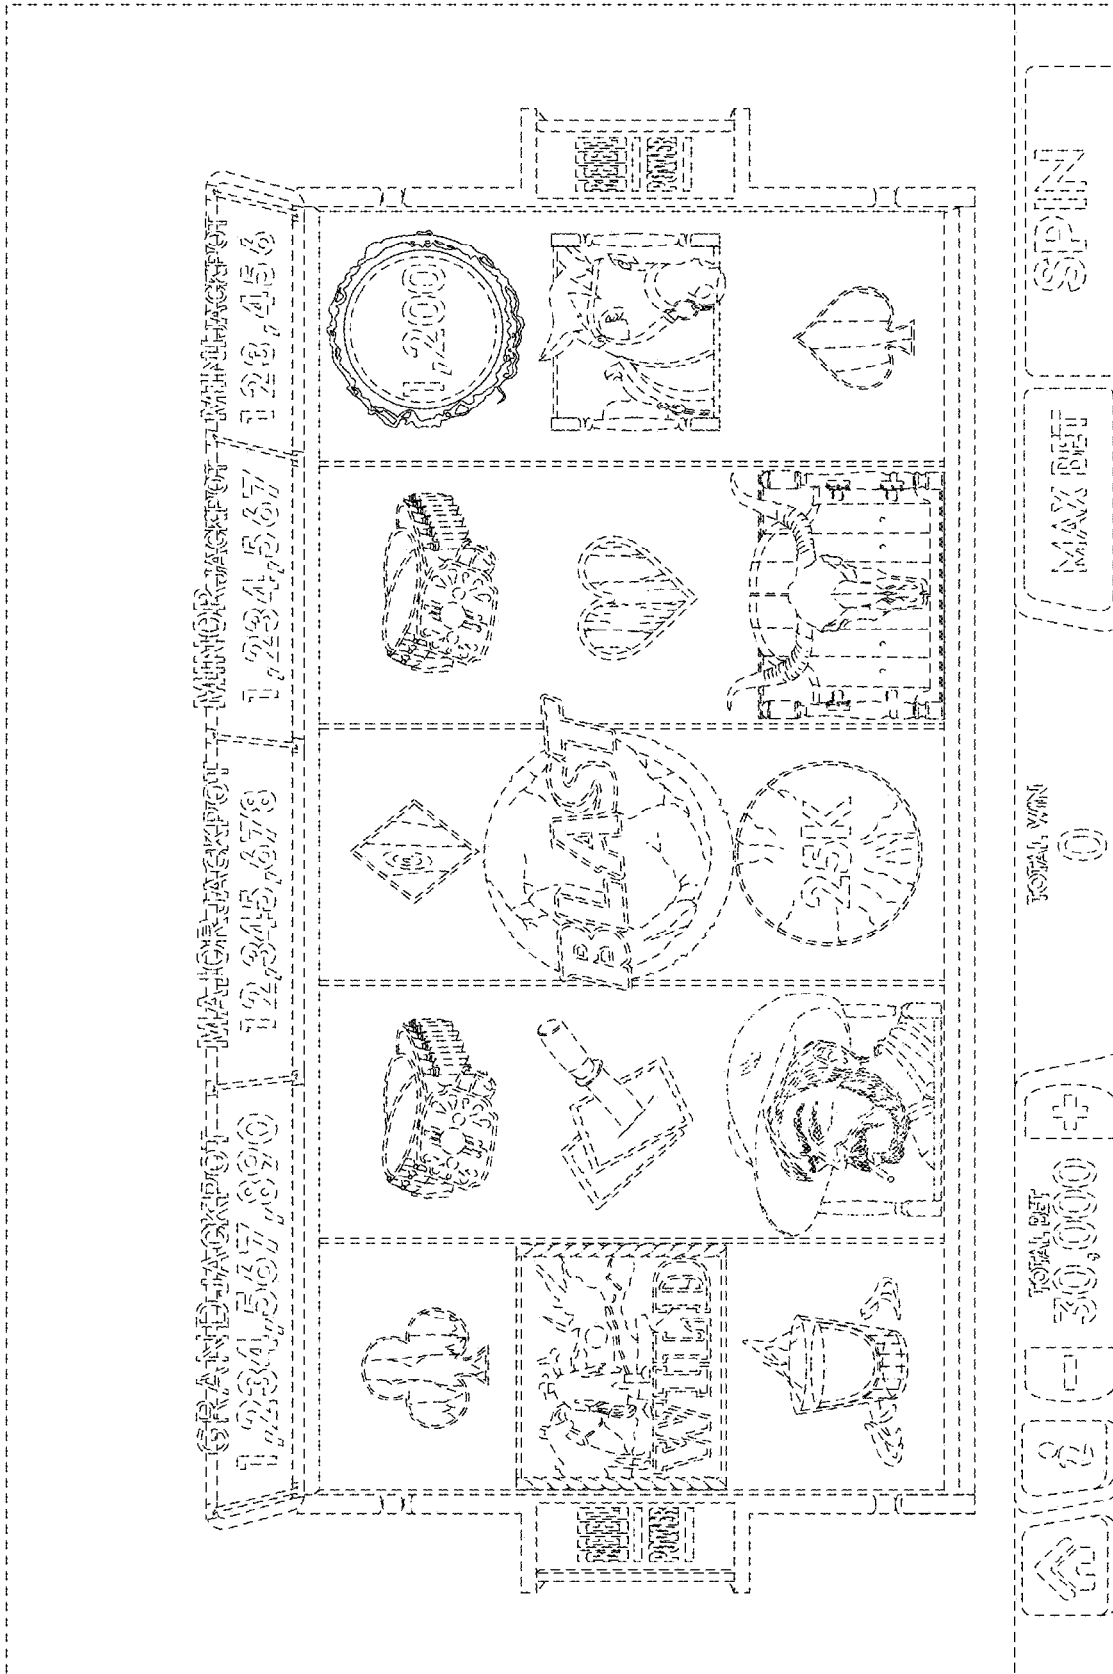 GRAND JACKPOT MAJOR JACKPOT MINOR JACKPOT MINI JACKPOT
1,234,567,890 12,345,678 1,234,567 123,456
1,200
WILD
BLAST
25K
TOTAL BET
30,000
TOTAL WIN
0
MAX BET
SPIN